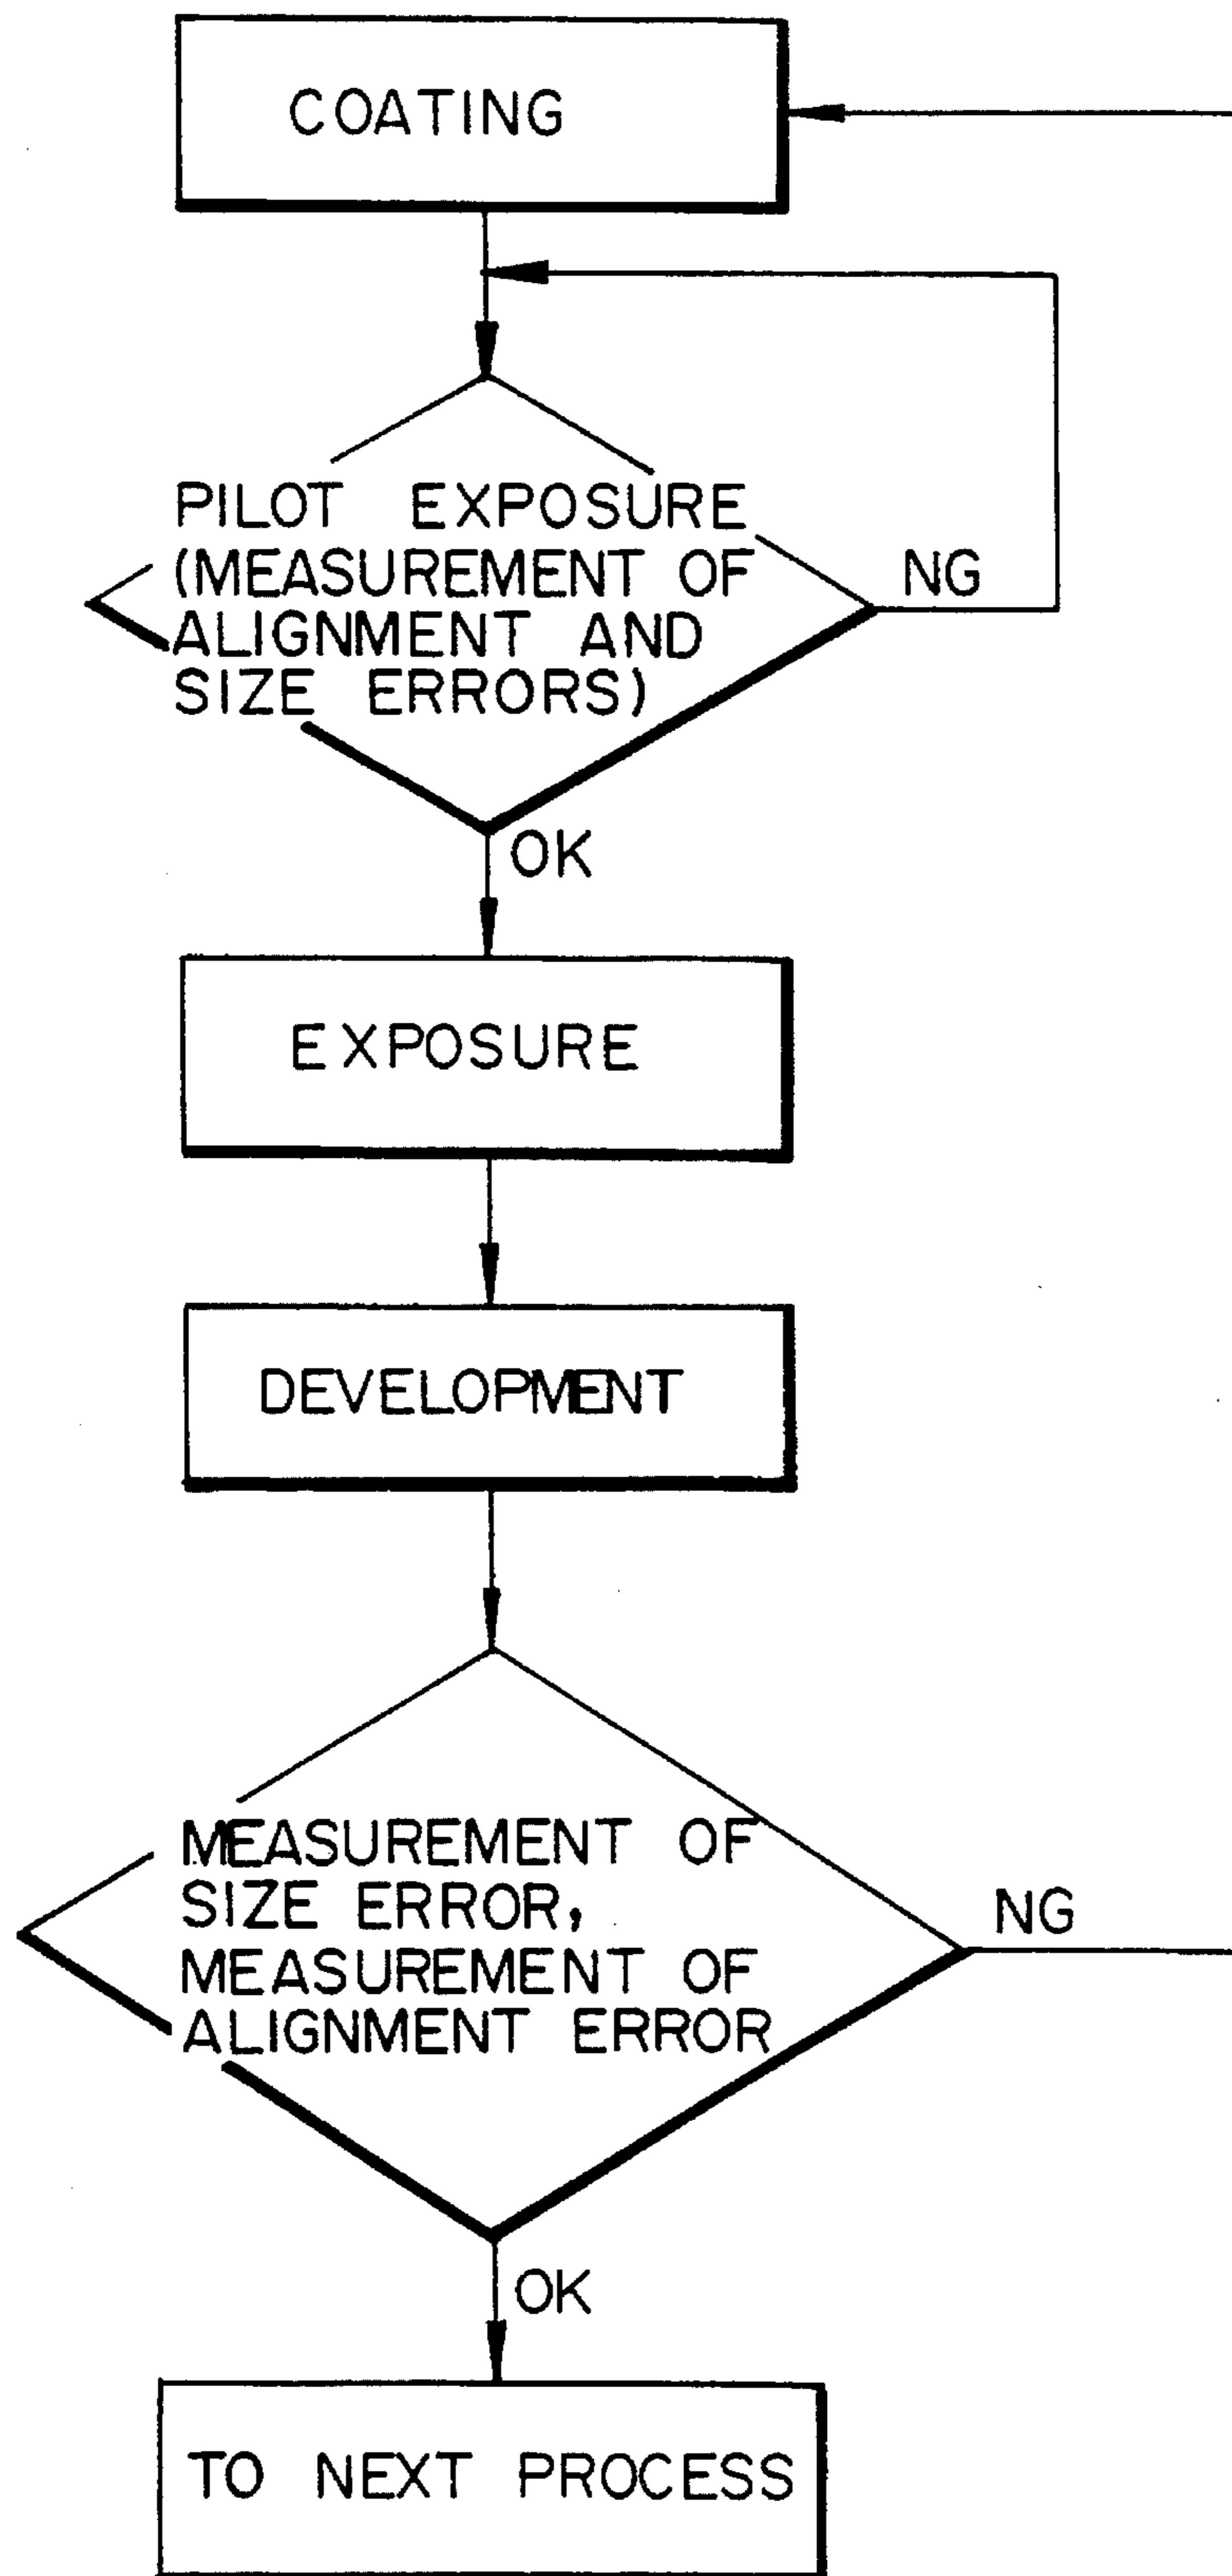 COATING
PILOT EXPOSURE
(MEASUREMENT OF
ALIGNMENT AND
SIZE ERRORS)
NG
OK
EXPOSURE
DEVELOPMENT
MEASUREMENT OF
SIZE ERROR,
MEASUREMENT OF
ALIGNMENT ERROR
NG
OK
TO NEXT PROCESS